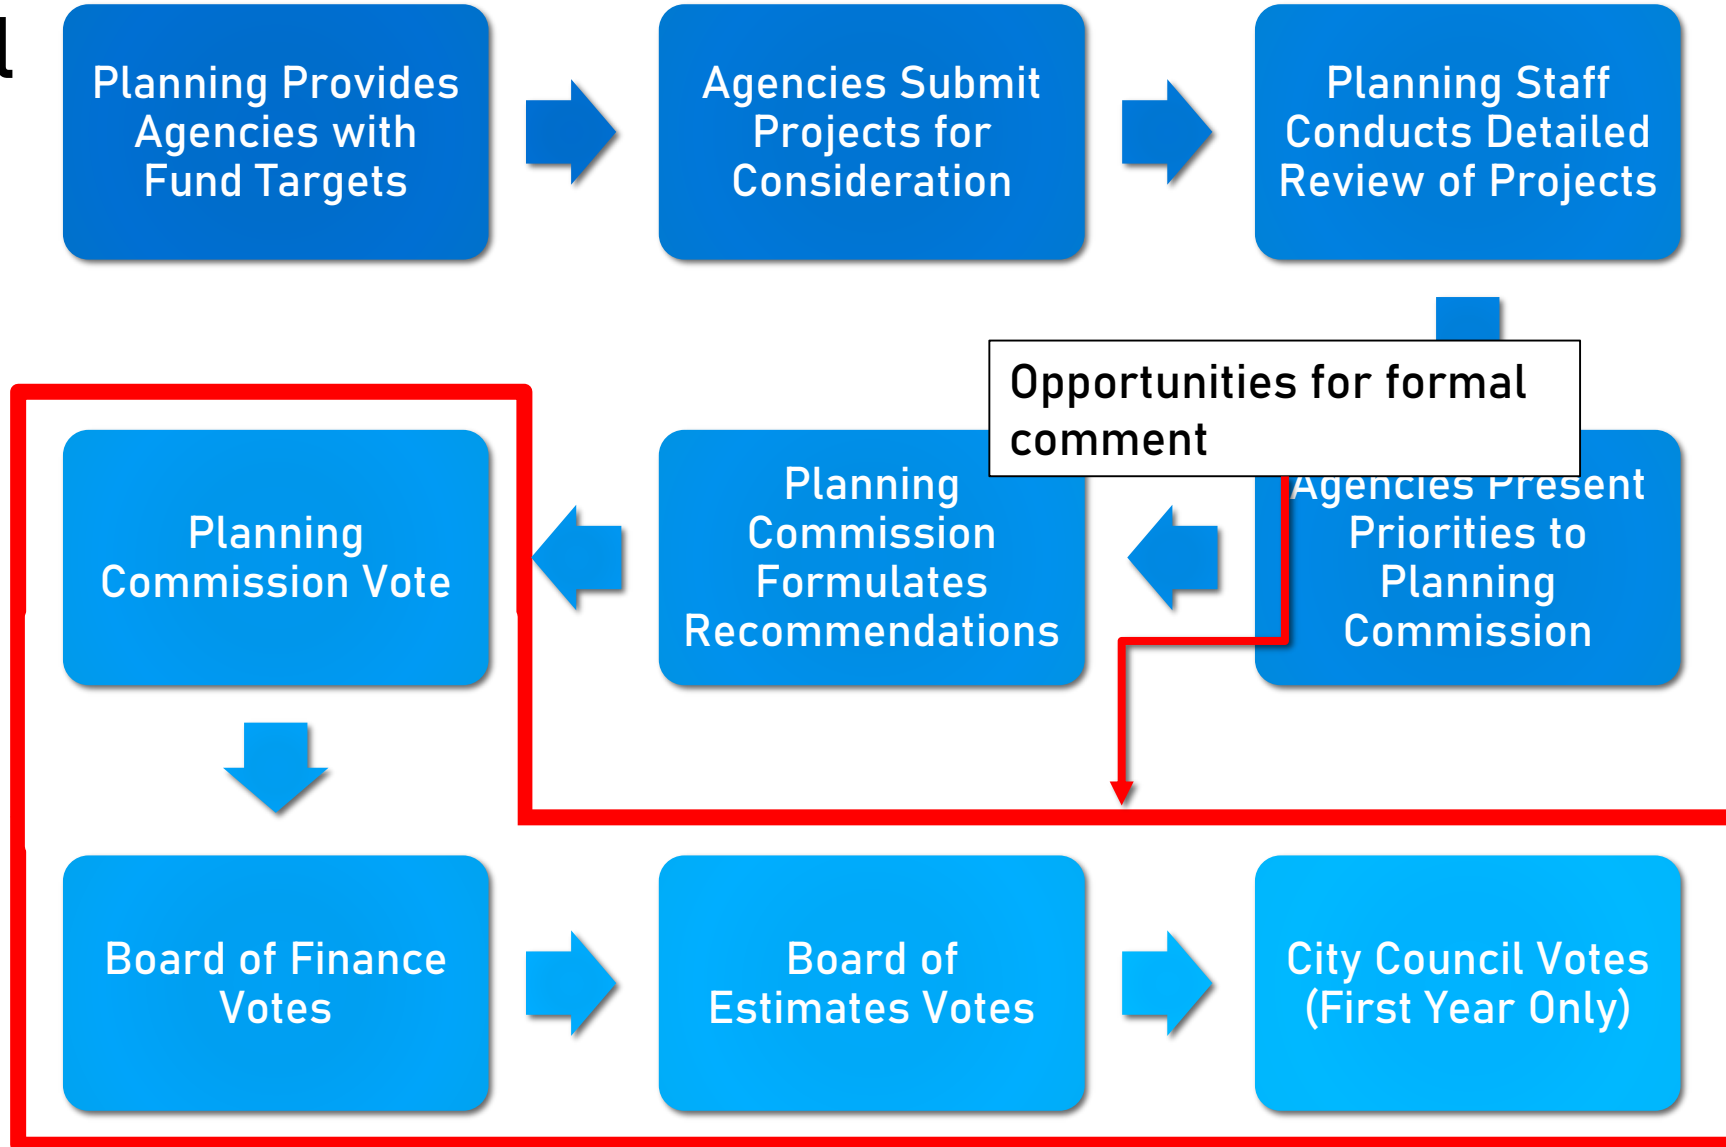 Planning Provides
Agencies with
Fund Targets
Agencies Submit
Projects for
Consideration
Planning Staff
Conducts Detailed
Review of Projects
Opportunities for formal
comment
Agencies Present
Priorities to
Planning
Commission
Planning
Commission
Formulates
Recommendations
Planning
Commission Vote
Board of Finance
Votes
Board of
Estimates Votes
City Council Votes
(First Year Only)